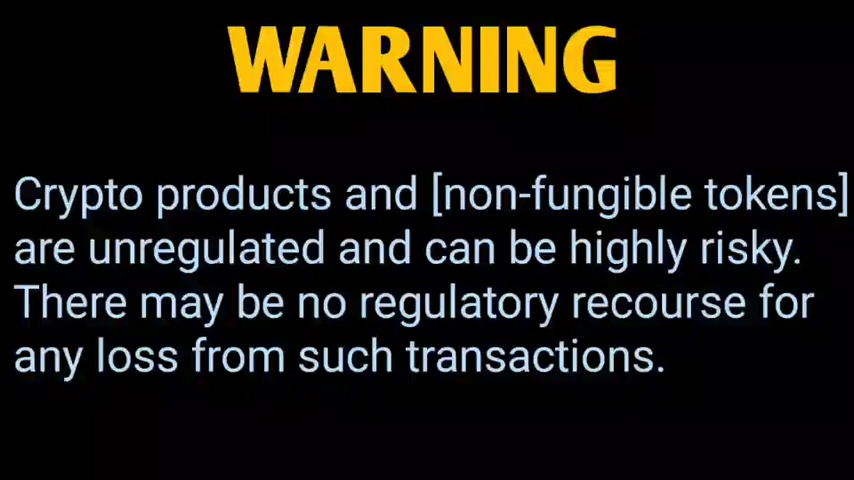 WARNING
Crypto products and [non-fungible tokens]
are unregulated and can be highly risky.
There may be no regulatory recourse for
any loss from such transactions.